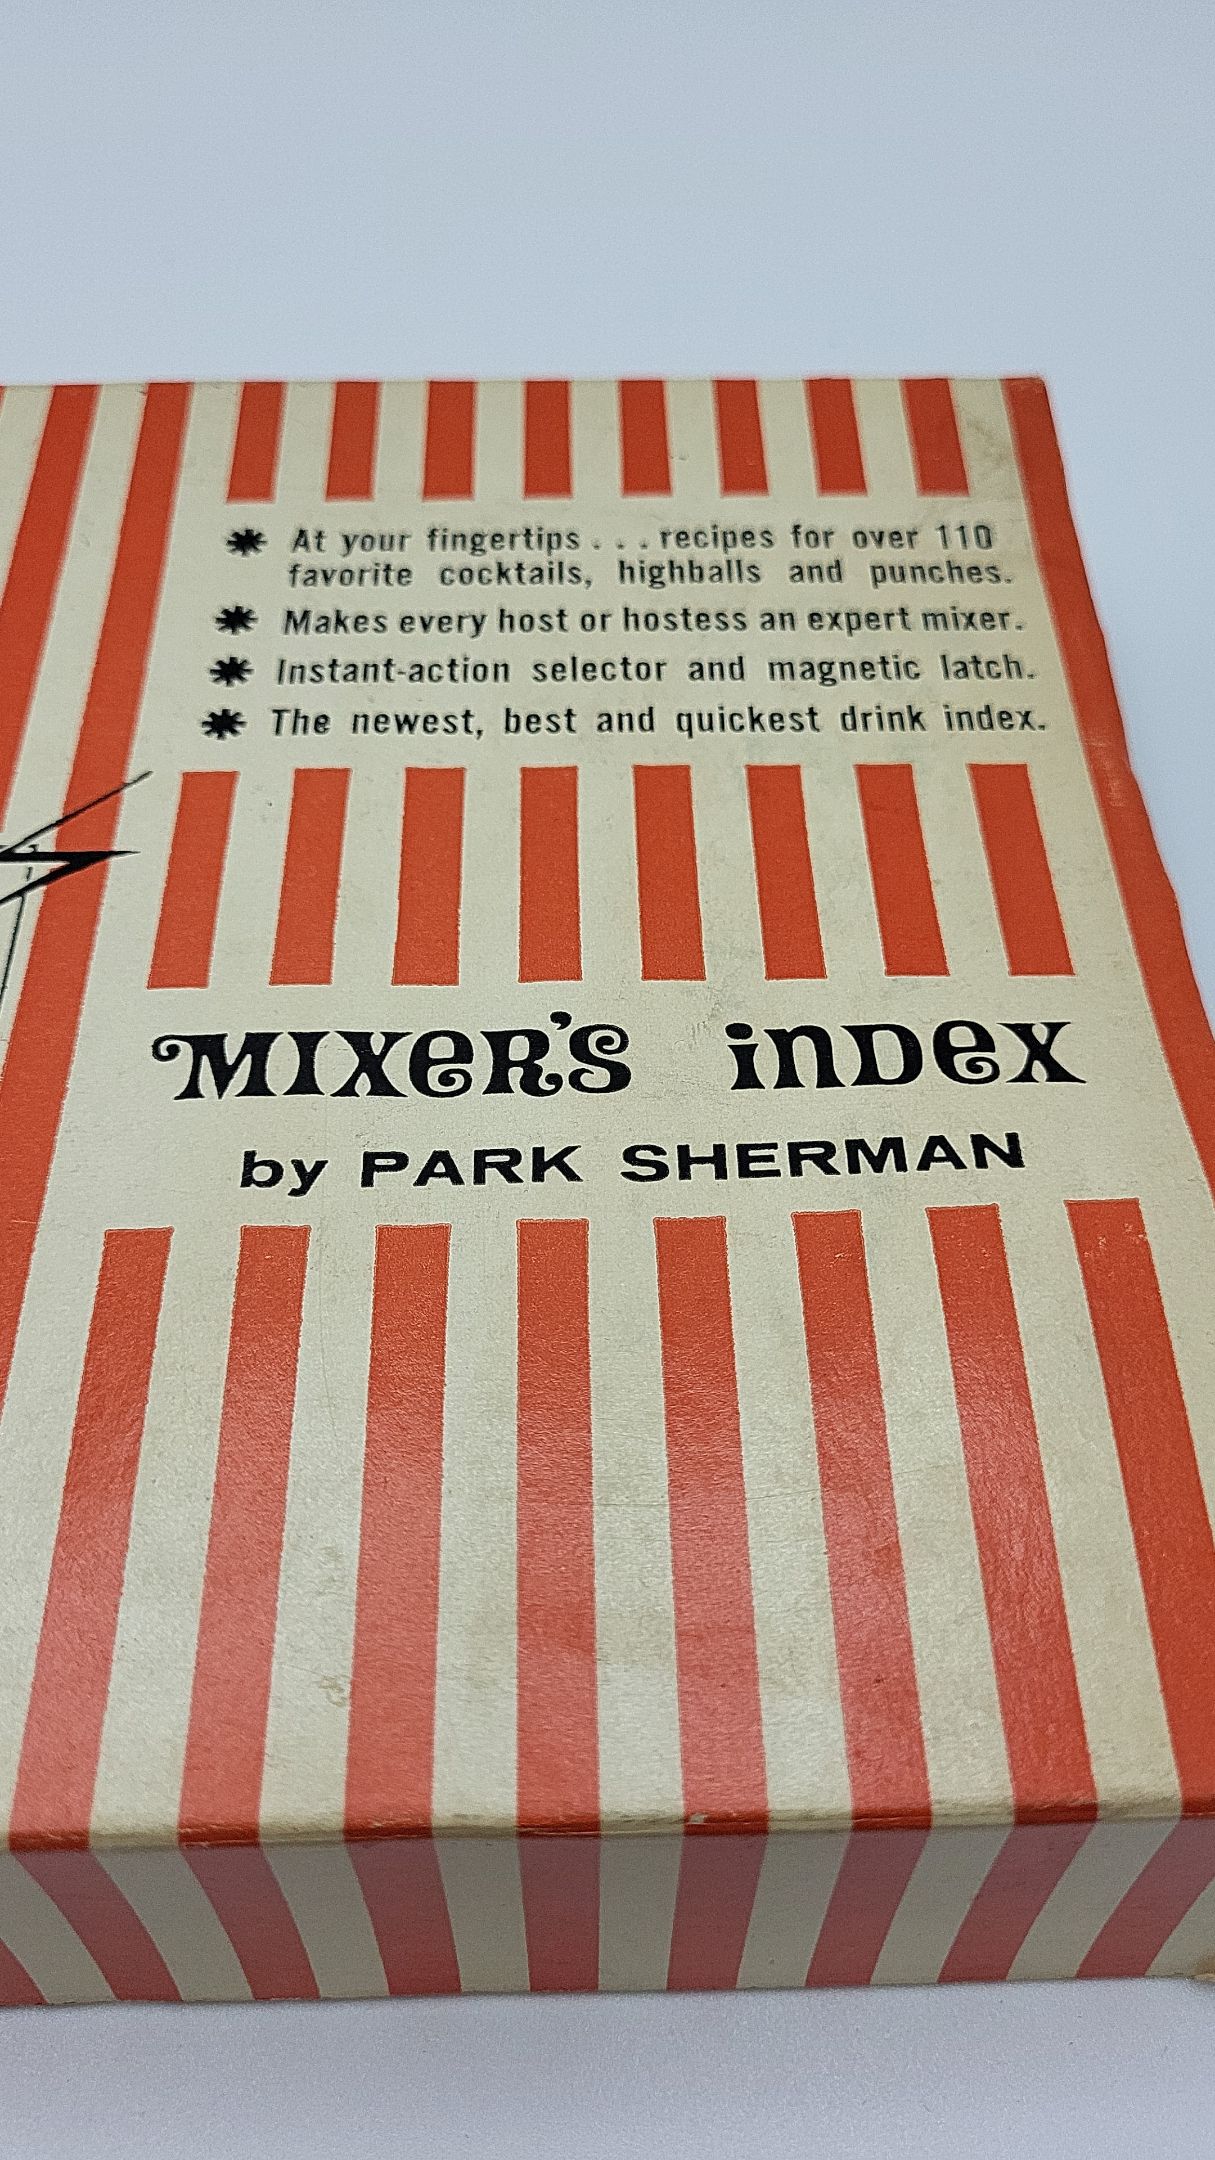 ✷ At your fingertips . . . recipes for over 110
favorite cocktails, highballs and punches.
✷ Makes every host or hostess an expert mixer.
✷ Instant-action selector and magnetic latch.
✷ The newest, best and quickest drink index.
MIXeR'S inDex
by PARK SHERMAN